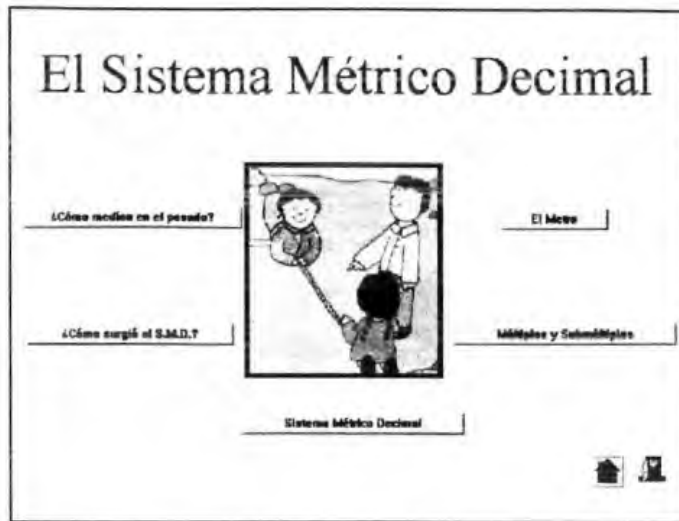 El Sistema Métrico Decimal
¿Cómo medían en el pasado?
El Metro
¿Cómo surgió el S.M.D.?
Múltiplos y Submúltiplos
Sistema Métrico Decimal